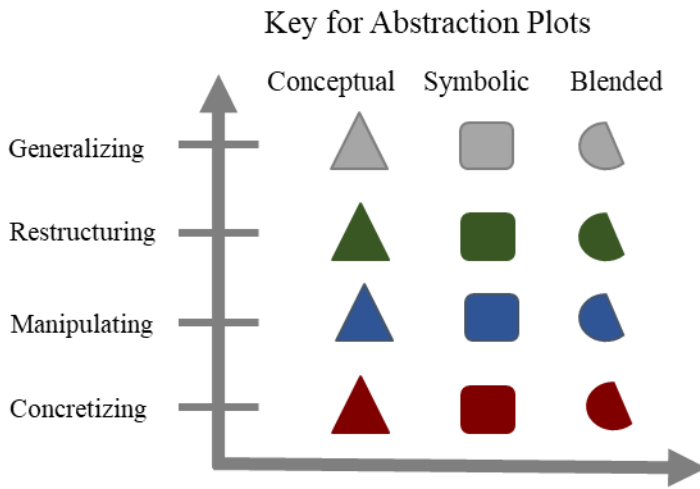 Key for Abstraction Plots
Conceptual Symbolic Blended
Generalizing
Restructuring
Manipulating
Concretizing